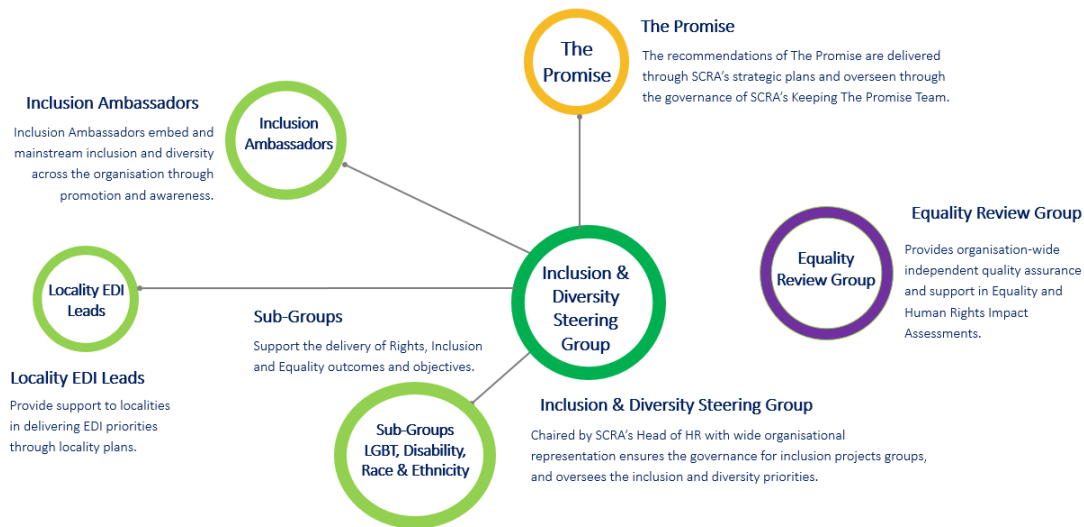 The Promise
The recommendations of The Promise are delivered
through SCRA's strategic plans and overseen through
the governance of SCRA's Keeping The Promise Team.
The
Promise
Inclusion Ambassadors
Inclusion Ambassadors embed and
mainstream inclusion and diversity
across the organisation through
promotion and awareness.
Inclusion
Ambassadors
Equality Review Group
Provides organisation-wide
independent quality assurance
and support in Equality and
Human Rights Impact
Assessments.
Equality
Review Group
Inclusion &
Diversity
Steering
Group
Locality EDI
Leads
Sub-Groups
Support the delivery of Rights, Inclusion
and Equality outcomes and objectives.
Locality EDI Leads
Provide support to localities
in delivering EDI priorities
through locality plans.
Sub-Groups
LGBT, Disability,
Race & Ethnicity
Inclusion & Diversity Steering Group
Chaired by SCRA's Head of HR with wide organisational
representation ensures the governance for inclusion projects groups,
and oversees the inclusion and diversity priorities.